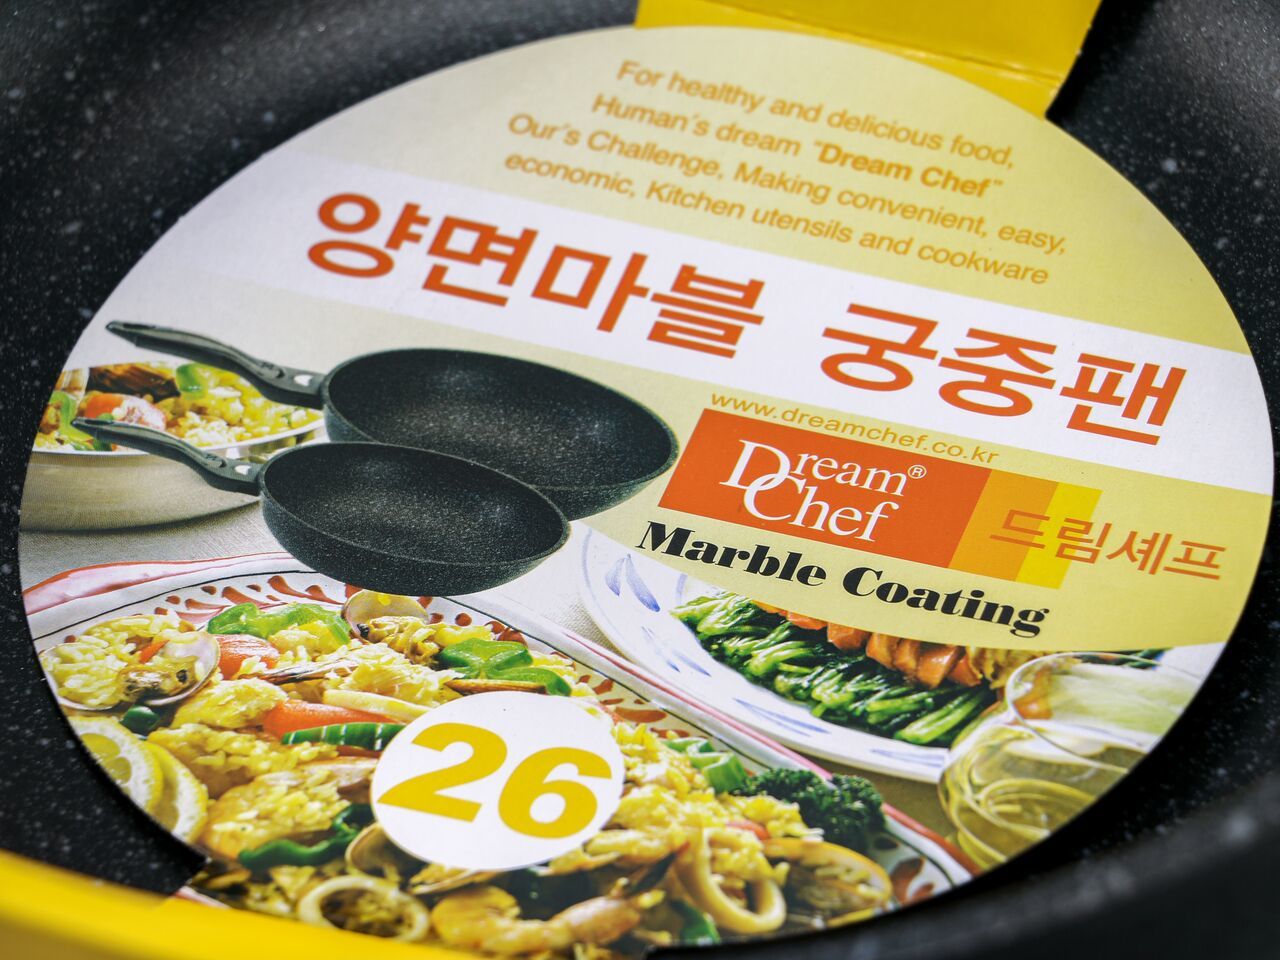 For healthy and delicious food,
Human's dream "Dream Chef"
Our's Challenge, Making convenient, easy,
economic, Kitchen utensils and cookware
양면마블 궁중팬
www.dreamchef.co.kr
Dream®
Chef
드림셰프
Marble Coating
26